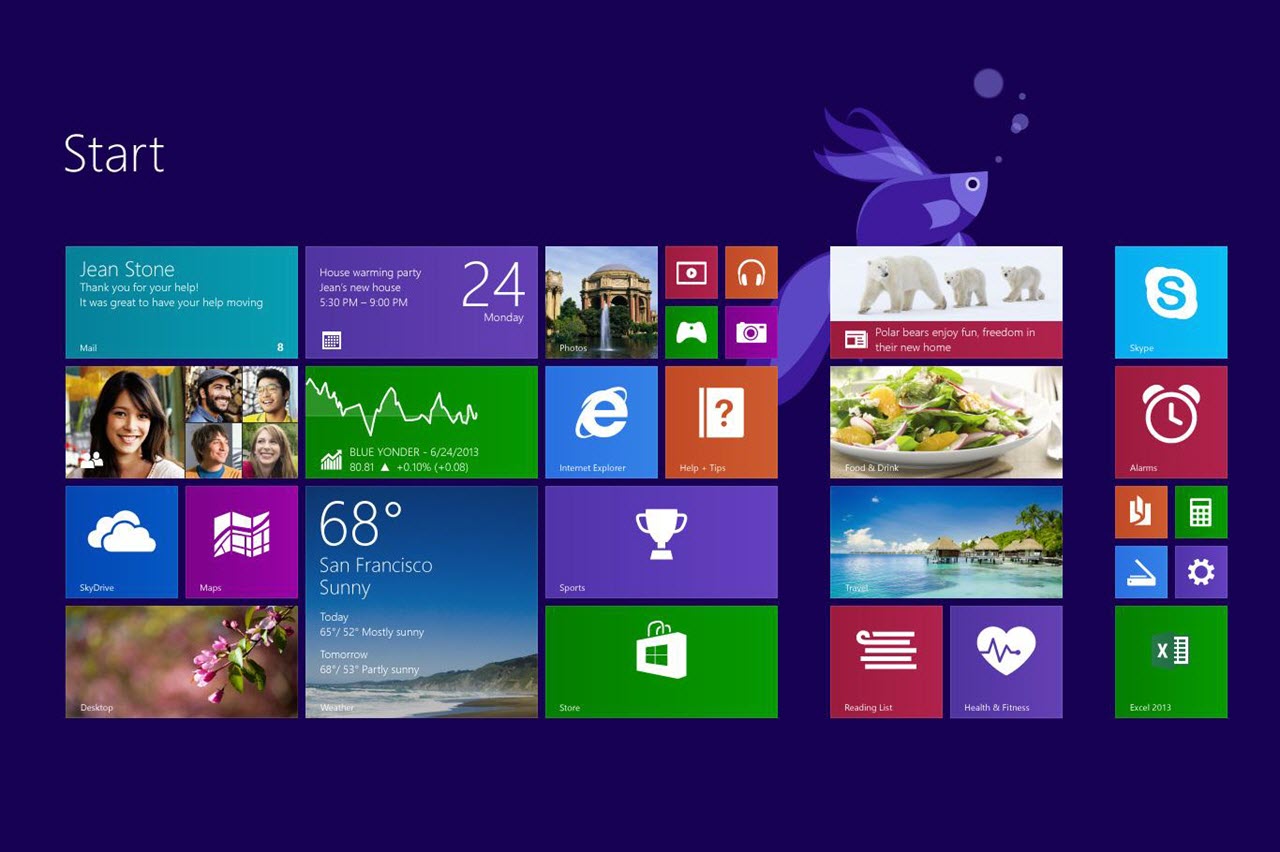 Start
Jean Stone
Thank you for your help!
It was great to have your help moving
Mail
8
House warming party
Jean's new house
5:30 PM – 9:00 PM
24
Monday
Photos
Polar bears enjoy fun, freedom in
their new home
Skype
BLUE YONDER - 6/24/2013
80.81 ▲ +0.10% (+0.08)
Internet Explorer
Help + Tips
Food & Drink
Alarms
SkyDrive
Maps
68°
San Francisco
Sunny
Today
65°/ 52° Mostly sunny
Tomorrow
68°/ 53° Partly sunny
Weather
Sports
Travel
Desktop
Store
Reading List
Health & Fitness
Excel 2013